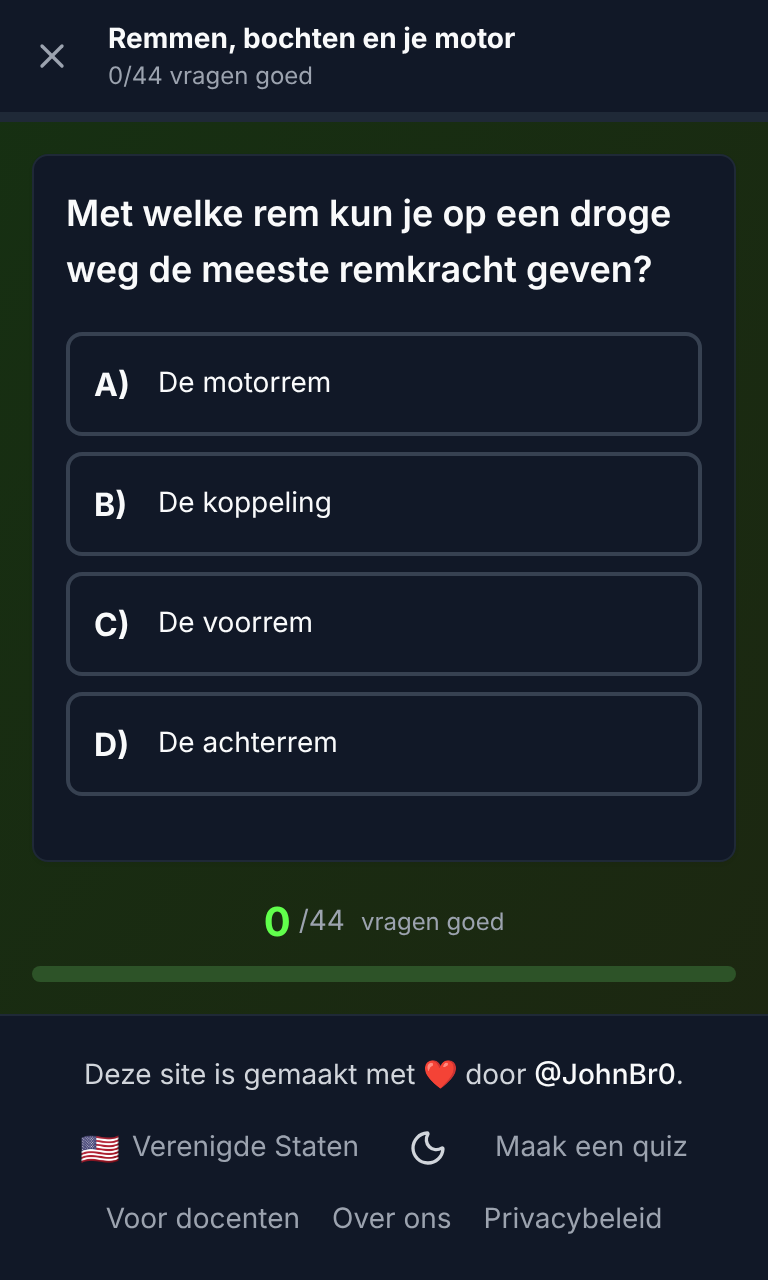 Remmen, bochten en je motor
0/44 vragen goed
Met welke rem kun je op een droge
weg de meeste remkracht geven?
A) De motorrem
B) De koppeling
C) De voorrem
D) De achterrem
0 /44 vragen goed
Deze site is gemaakt met ❤️ door @JohnBr0.
🇺🇸 Verenigde Staten Maak een quiz
Voor docenten Over ons Privacybeleid